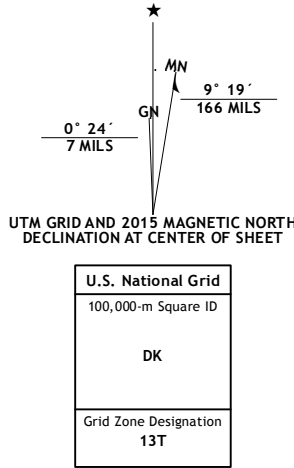 MN
9° 19´
166 MILS
GN
0° 24´
7 MILS
UTM GRID AND 2015 MAGNETIC NORTH
DECLINATION AT CENTER OF SHEET
U.S. National Grid
100,000-m Square ID
DK
Grid Zone Designation
13T